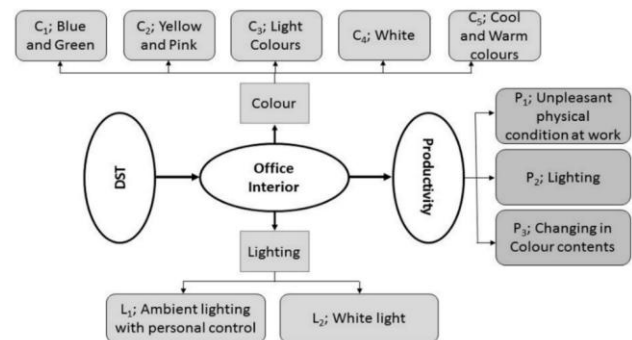 C₁; Blue
and Green
C₂; Yellow
and Pink
C₃; Light
Colours
C₄; White
C₅; Cool
and Warm
colours
Colour
P₁; Unpleasant
physical
condition at work
DST
Office
Interior
Productivity
P₂; Lighting
P₃; Changing in
Colour contents
Lighting
L₁; Ambient lighting
with personal control
L₂; White light